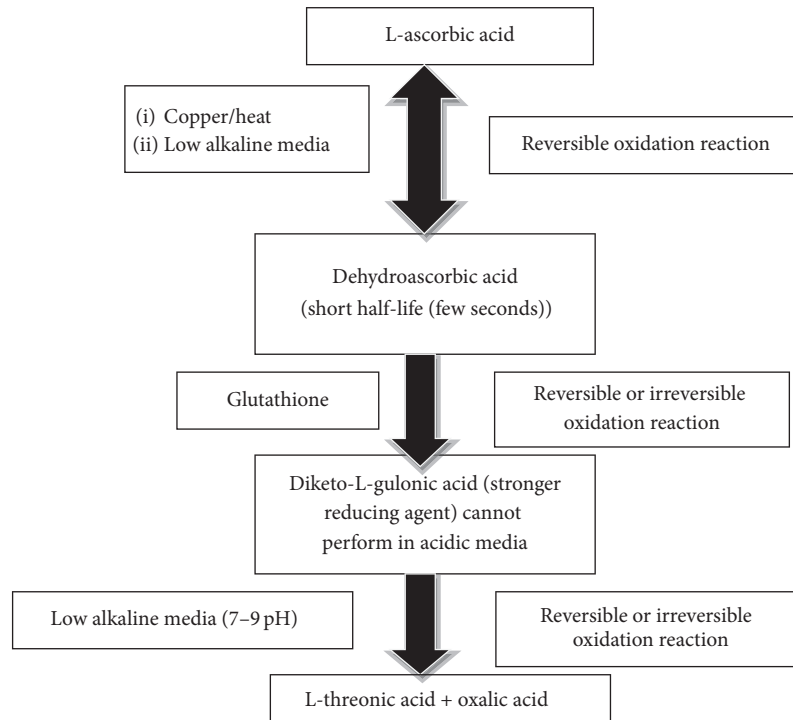 L-ascorbic acid
(i) Copper/heat
(ii) Low alkaline media
Reversible oxidation reaction
Dehydroascorbic acid
(short half-life (few seconds))
Glutathione
Reversible or irreversible
oxidation reaction
Diketo-L-gulonic acid (stronger
reducing agent) cannot
perform in acidic media
Low alkaline media (7–9 pH)
Reversible or irreversible
oxidation reaction
L-threonic acid + oxalic acid